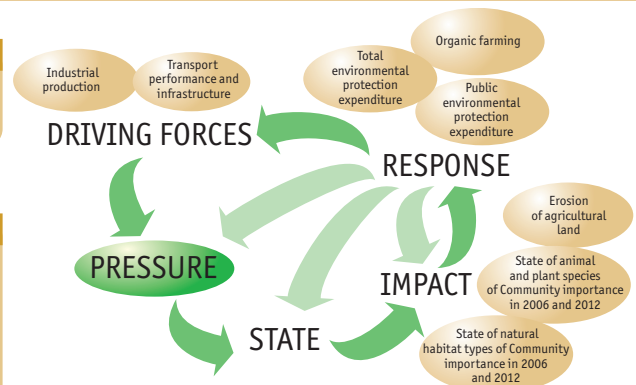 Industrial
production
Transport
performance and
infrastructure
Total
environmental
protection
expenditure
Organic farming
Public
environmental
protection
expenditure
DRIVING FORCES
RESPONSE
Erosion
of agricultural
land
PRESSURE
IMPACT
State of animal
and plant species
of Community importance
in 2006 and 2012
STATE
State of natural
habitat types of Community
importance in 2006
and 2012